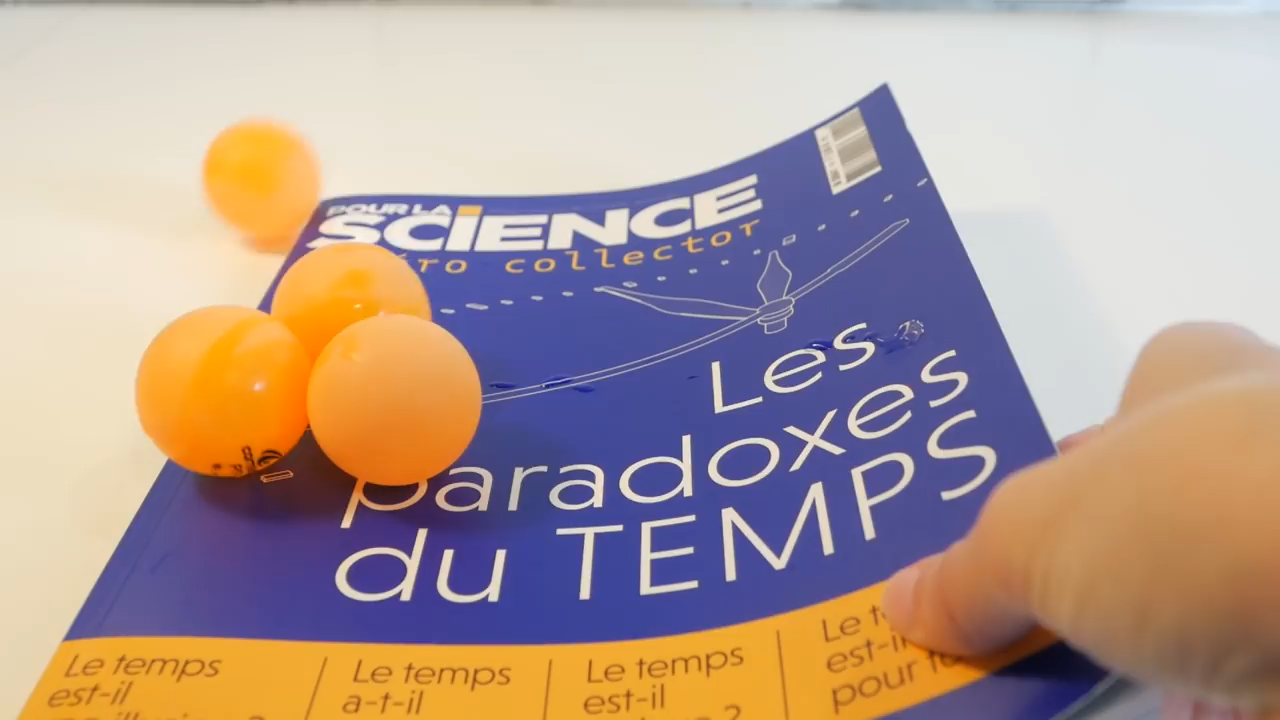 POUR LA
SCIENCE
collector
Les
paradoxes
du TEMPS
Le temps
est-il
Le temps
a-t-il
Le temps
est-il
Le
pour